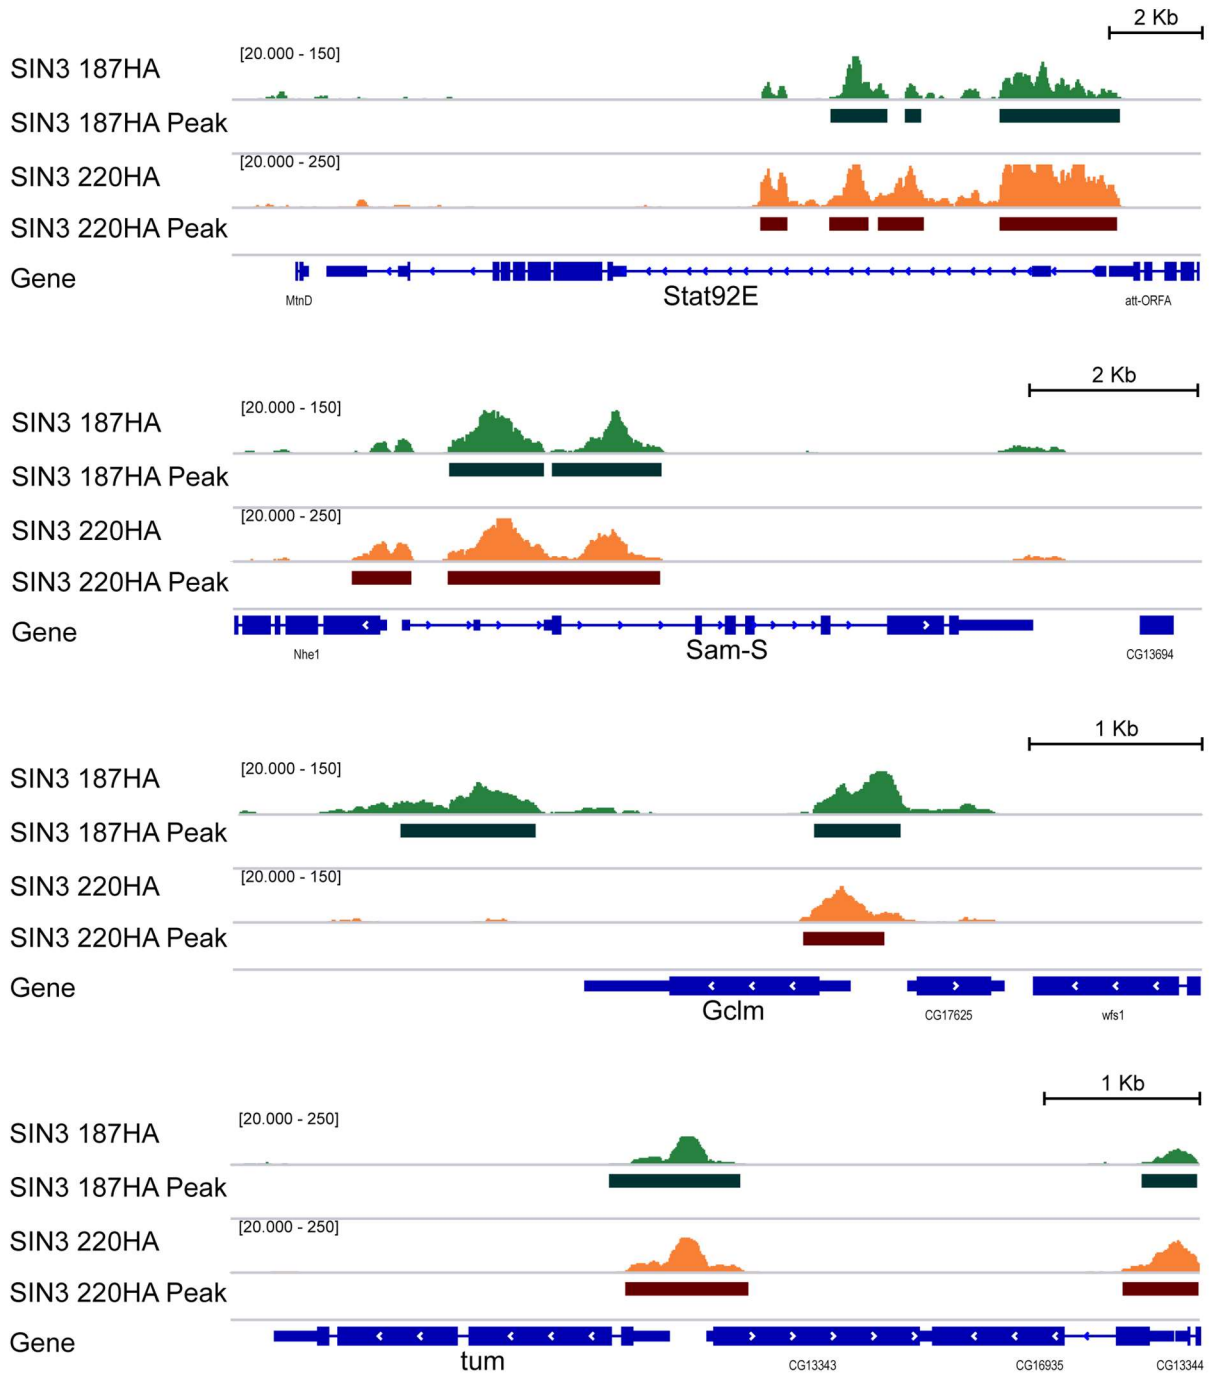 2 Kb
[20.000 - 150]
SIN3 187HA
SIN3 187HA Peak
[20.000 - 250]
SIN3 220HA
SIN3 220HA Peak
Gene
MtnD
Stat92E
att-ORFA
2 Kb
[20.000 - 150]
SIN3 187HA
SIN3 187HA Peak
[20.000 - 250]
SIN3 220HA
SIN3 220HA Peak
Gene
Nhe1
Sam-S
CG13694
1 Kb
[20.000 - 150]
SIN3 187HA
SIN3 187HA Peak
[20.000 - 150]
SIN3 220HA
SIN3 220HA Peak
Gene
Gclm
CG17625
wfs1
1 Kb
[20.000 - 250]
SIN3 187HA
SIN3 187HA Peak
[20.000 - 250]
SIN3 220HA
SIN3 220HA Peak
Gene
tum
CG13343
CG16935
CG13344